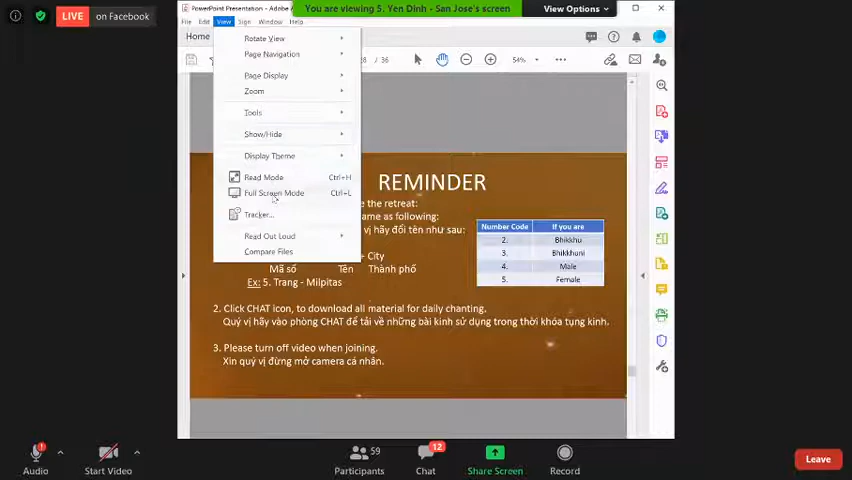 LIVE on Facebook
PowerPoint Presentation - Adobe A
You are viewing 5. Yen Dinh - San Jose's screen
View Options
File Edit View Sign Window Help
Home
/ 36
54%
Rotate View
Page Navigation
Page Display
Zoom
Tools
Show/Hide
Display Theme
Read Mode Ctrl+H
Full Screen Mode Ctrl+L
Tracker...
Read Out Loud
Compare Files
REMINDER
the retreat:
ame as following:
vị hãy đổi tên như sau:
+ City
Mã số Tên Thành phố
Ex: 5. Trang - Milpitas
Number Code If you are
2. Bhikkhu
3. Bhikkhuni
4. Male
5. Female
2. Click CHAT icon, to download all material for daily chanting.
Quý vị hãy vào phòng CHAT để tải về những bài kinh sử dụng trong thời khóa tụng kinh.
3. Please turn off video when joining.
Xin quý vị đừng mở camera cá nhân.
59
12
Audio
Start Video
Participants
Chat
Share Screen
Record
Leave